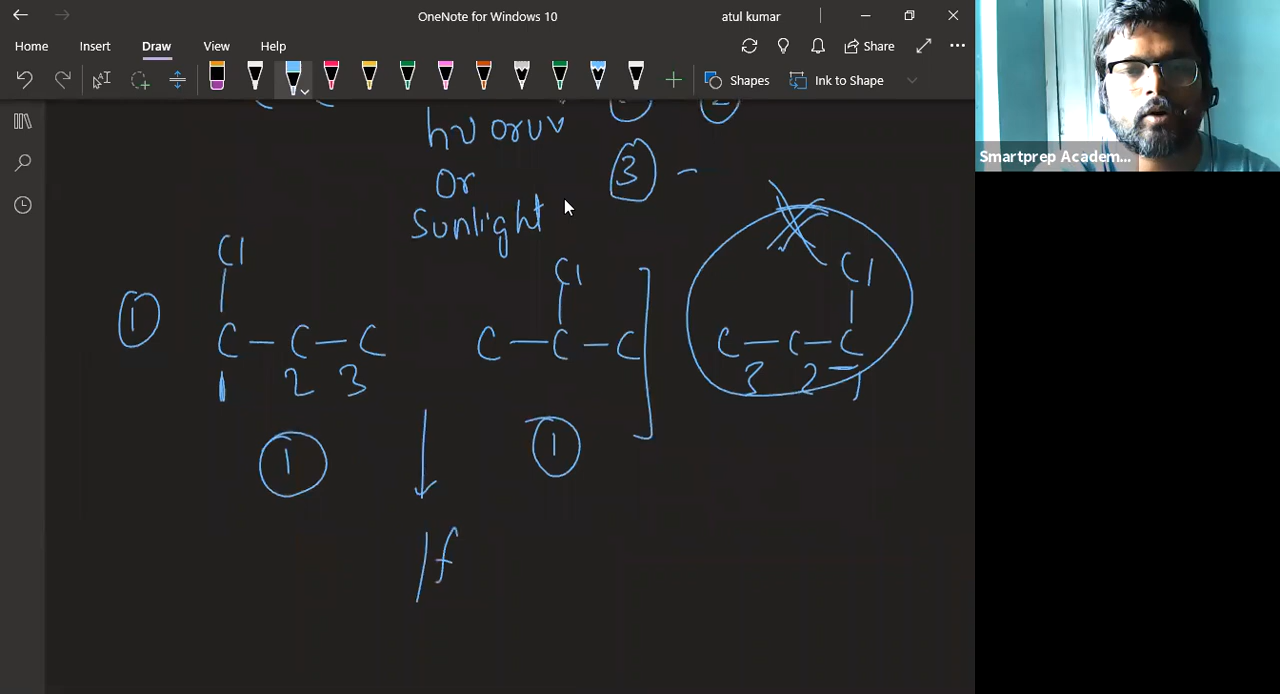 OneNote for Windows 10
atul kumar
Home Insert Draw View Help
Share
Shapes
Ink to Shape
Smartprep Academ...
hν or uv
3 -
or
Sunlight
Cl
Cl
Cl
1
C - C - C
C - C - C
C - C - C
1 2 3
3 2 1
1
1
If